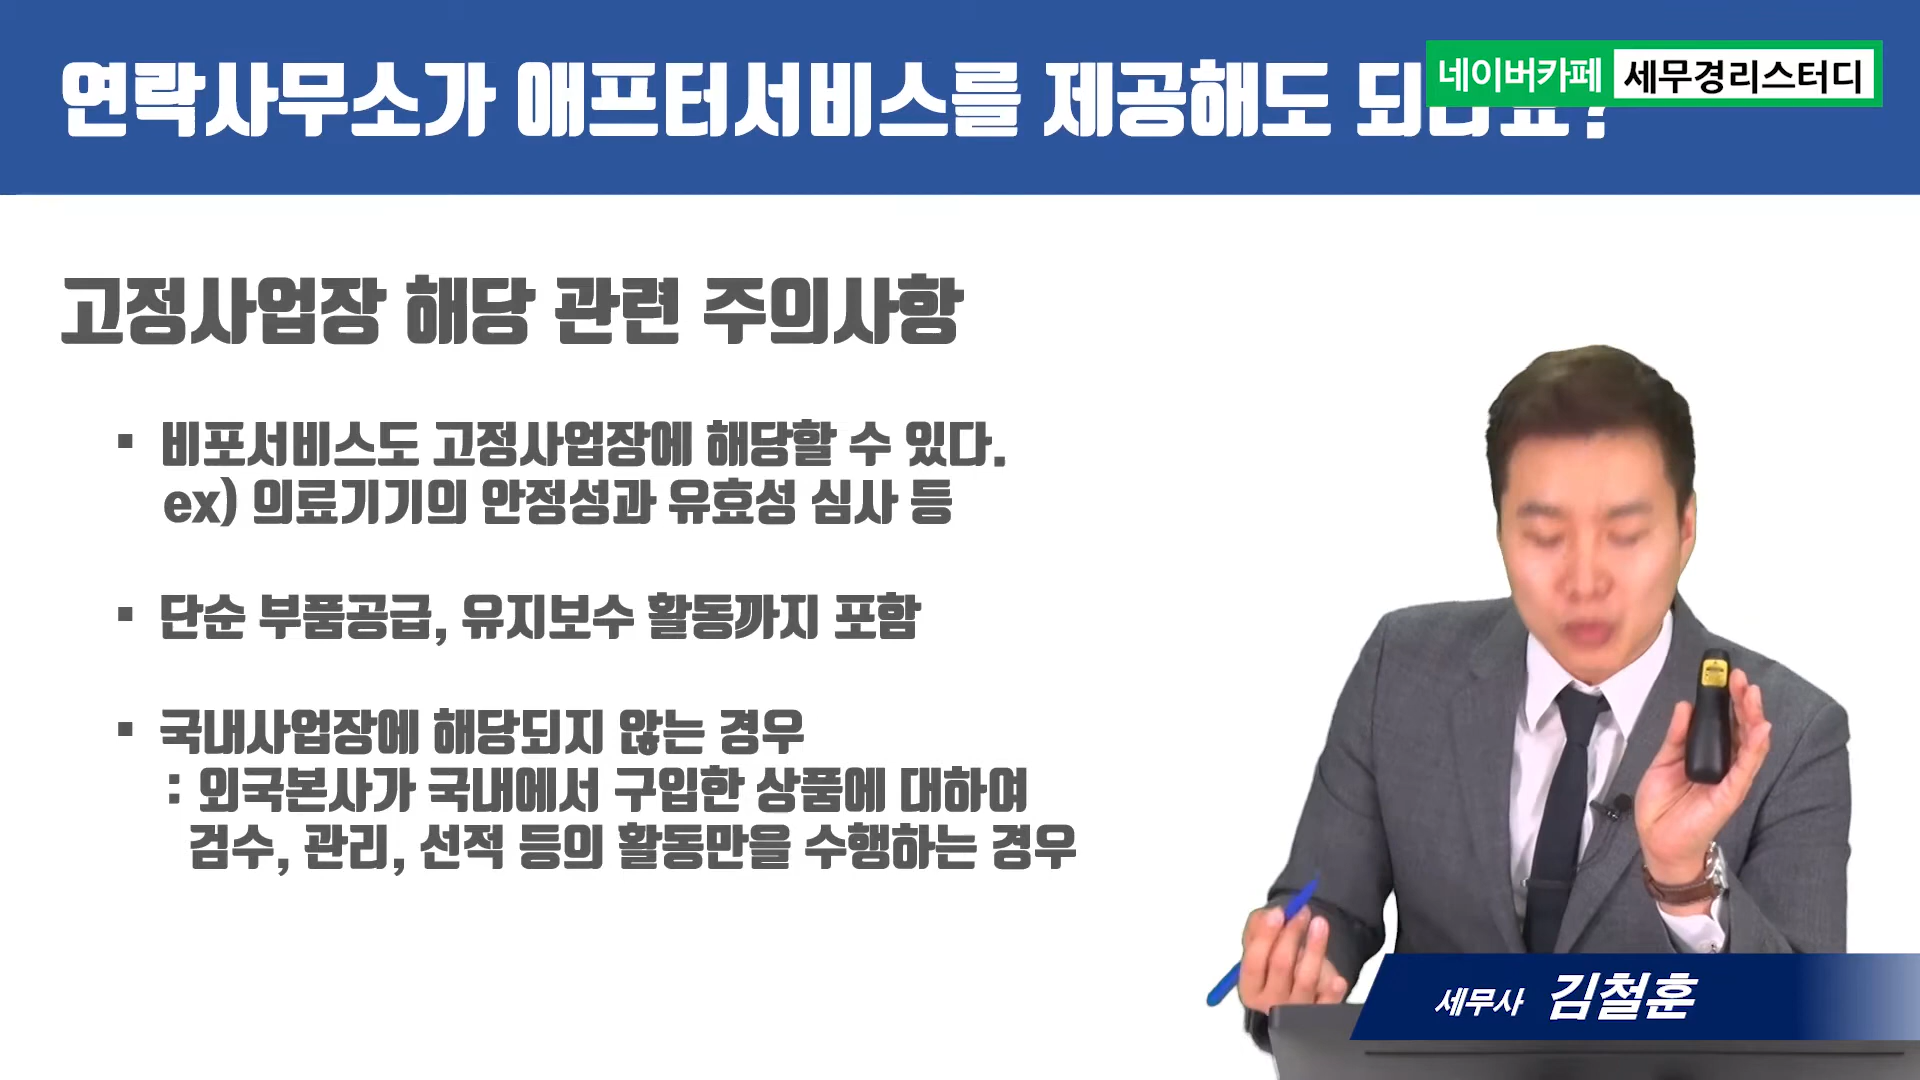 연락사무소가 애프터서비스를 제공해도
네이버카페 세무경리스터디
고정사업장 해당 관련 주의사항
▪ 비포서비스도 고정사업장에 해당할 수 있다.
ex) 의료기기의 안정성과 유효성 심사 등
▪ 단순 부품공급, 유지보수 활동까지 포함
▪ 국내사업장에 해당되지 않는 경우
: 외국본사가 국내에서 구입한 상품에 대하여
검수, 관리, 선적 등의 활동만을 수행하는 경우
세무사 김철훈